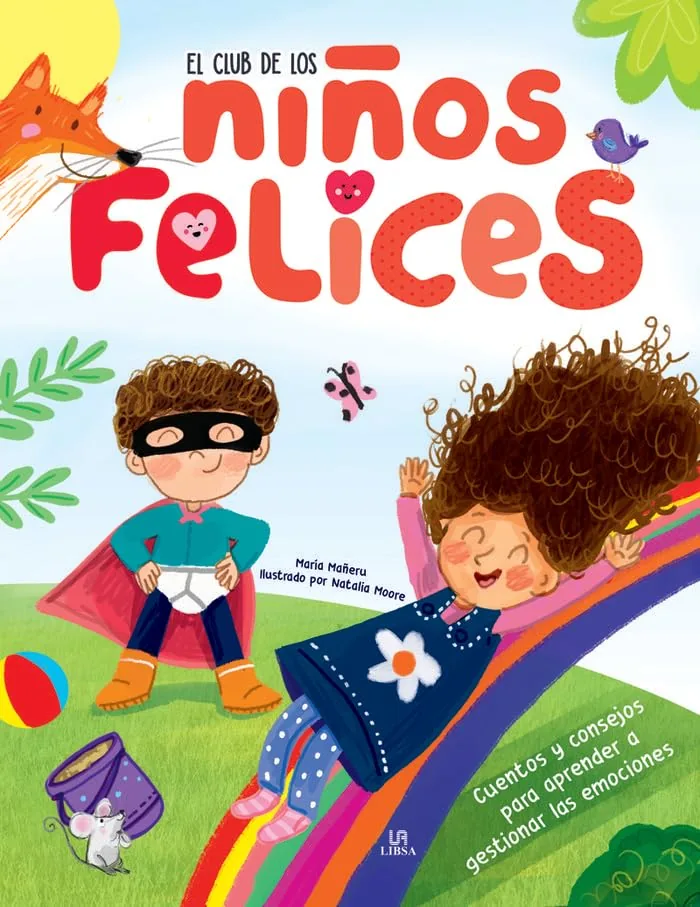 EL CLUB DE LOS
niños
FeLiceS
María Mañeru
Ilustrado por Natalia Moore
Cuentos y consejos
para aprender a
gestionar las emociones
LIBSA